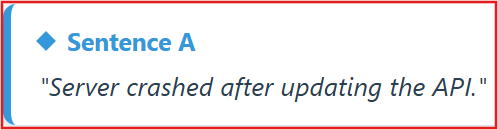 ◆ Sentence A
"Server crashed after updating the API."